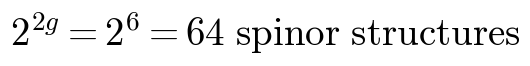 $2^{2g} = 2^6 = 64$ spinor structures